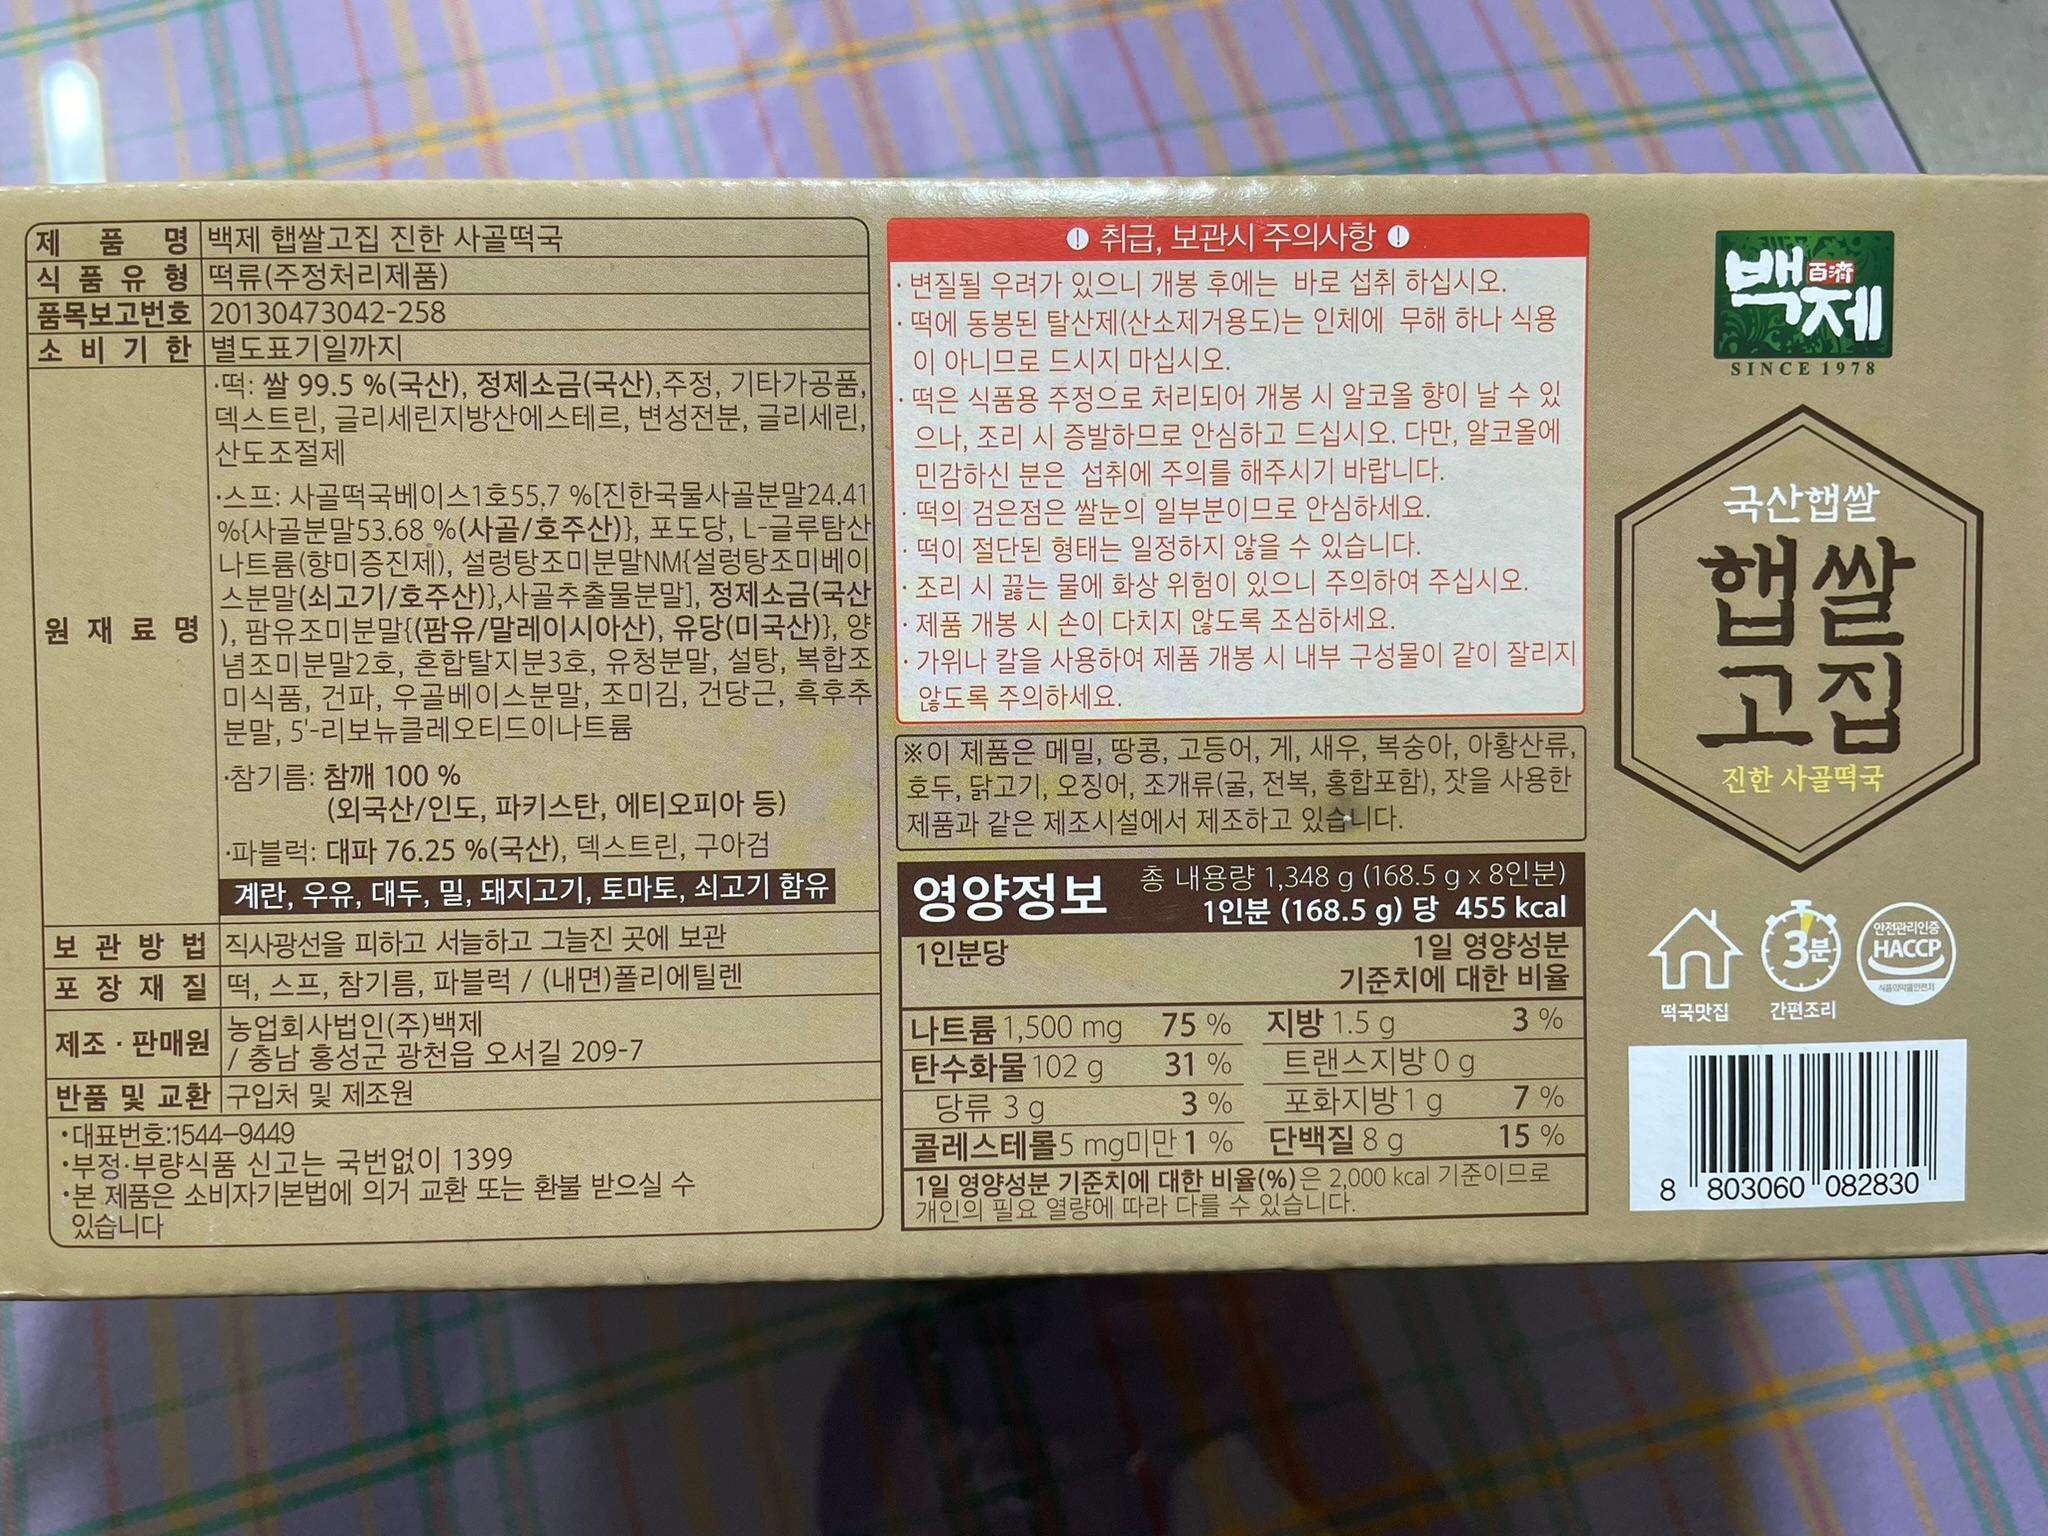 제 품 명 백제 햅쌀고집 진한 사골떡국
식 품 유 형 떡류(주정처리제품)
품목보고번호 20130473042-258
소 비 기 한 별도표기일까지
원 재 료 명
·떡: 쌀 99.5 %(국산), 정제소금(국산),주정, 기타가공품,
덱스트린, 글리세린지방산에스테르, 변성전분, 글리세린,
산도조절제
·스프: 사골떡국베이스1호55.7 %[진한국물사골분말24.41
%{사골분말53.68 %(사골/호주산)}, 포도당, L-글루탐산
나트륨(향미증진제), 설렁탕조미분말NM{설렁탕조미베이
스분말(쇠고기/호주산)},사골추출물분말], 정제소금(국산
), 팜유조미분말{(팜유/말레이시아산), 유당(미국산)}, 양
념조미분말2호, 혼합탈지분3호, 유청분말, 설탕, 복합조
미식품, 건파, 우골베이스분말, 조미김, 건당근, 흑후추
분말, 5'-리보뉴클레오티드이나트륨
·참기름: 참깨 100 %
(외국산/인도, 파키스탄, 에티오피아 등)
·파블럭: 대파 76.25 %(국산), 덱스트린, 구아검
계란, 우유, 대두, 밀, 돼지고기, 토마토, 쇠고기 함유
보 관 방 법 직사광선을 피하고 서늘하고 그늘진 곳에 보관
포 장 재 질 떡, 스프, 참기름, 파블럭 / (내면)폴리에틸렌
제조 · 판매원 농업회사법인(주)백제
/ 충남 홍성군 광천읍 오서길 209-7
반품 및 교환 구입처 및 제조원
•대표번호:1544-9449
•부정·부량식품 신고는 국번없이 1399
•본 제품은 소비자기본법에 의거 교환 또는 환불 받으실 수
있습니다
! 취급, 보관시 주의사항 !
· 변질될 우려가 있으니 개봉 후에는 바로 섭취 하십시오.
· 떡에 동봉된 탈산제(산소제거용도)는 인체에 무해 하나 식용
이 아니므로 드시지 마십시오.
· 떡은 식품용 주정으로 처리되어 개봉 시 알코올 향이 날 수 있
으나, 조리 시 증발하므로 안심하고 드십시오. 다만, 알코올에
민감하신 분은 섭취에 주의를 해주시기 바랍니다.
· 떡의 검은점은 쌀눈의 일부분이므로 안심하세요.
· 떡이 절단된 형태는 일정하지 않을 수 있습니다.
· 조리 시 끓는 물에 화상 위험이 있으니 주의하여 주십시오.
· 제품 개봉 시 손이 다치지 않도록 조심하세요.
· 가위나 칼을 사용하여 제품 개봉 시 내부 구성물이 같이 잘리지
않도록 주의하세요.
※이 제품은 메밀, 땅콩, 고등어, 게, 새우, 복숭아, 아황산류,
호두, 닭고기, 오징어, 조개류(굴, 전복, 홍합포함), 잣을 사용한
제품과 같은 제조시설에서 제조하고 있습니다.
영양정보 총 내용량 1,348 g (168.5 g x 8인분)
1인분 (168.5 g) 당 455 kcal
1인분당 1일 영양성분
기준치에 대한 비율
나트륨 1,500 mg 75 % 지방 1.5 g 3 %
탄수화물 102 g 31 % 트랜스지방 0 g
당류 3 g 3 % 포화지방 1 g 7 %
콜레스테롤 5 mg미만 1 % 단백질 8 g 15 %
1일 영양성분 기준치에 대한 비율(%)은 2,000 kcal 기준이므로
개인의 필요 열량에 따라 다를 수 있습니다.
백제
百濟
SINCE 1978
국산햅쌀
햅쌀
고집
진한 사골떡국
3분
안전관리인증
HACCP
식품의약품안전처
떡국맛집 간편조리
8 803060 082830